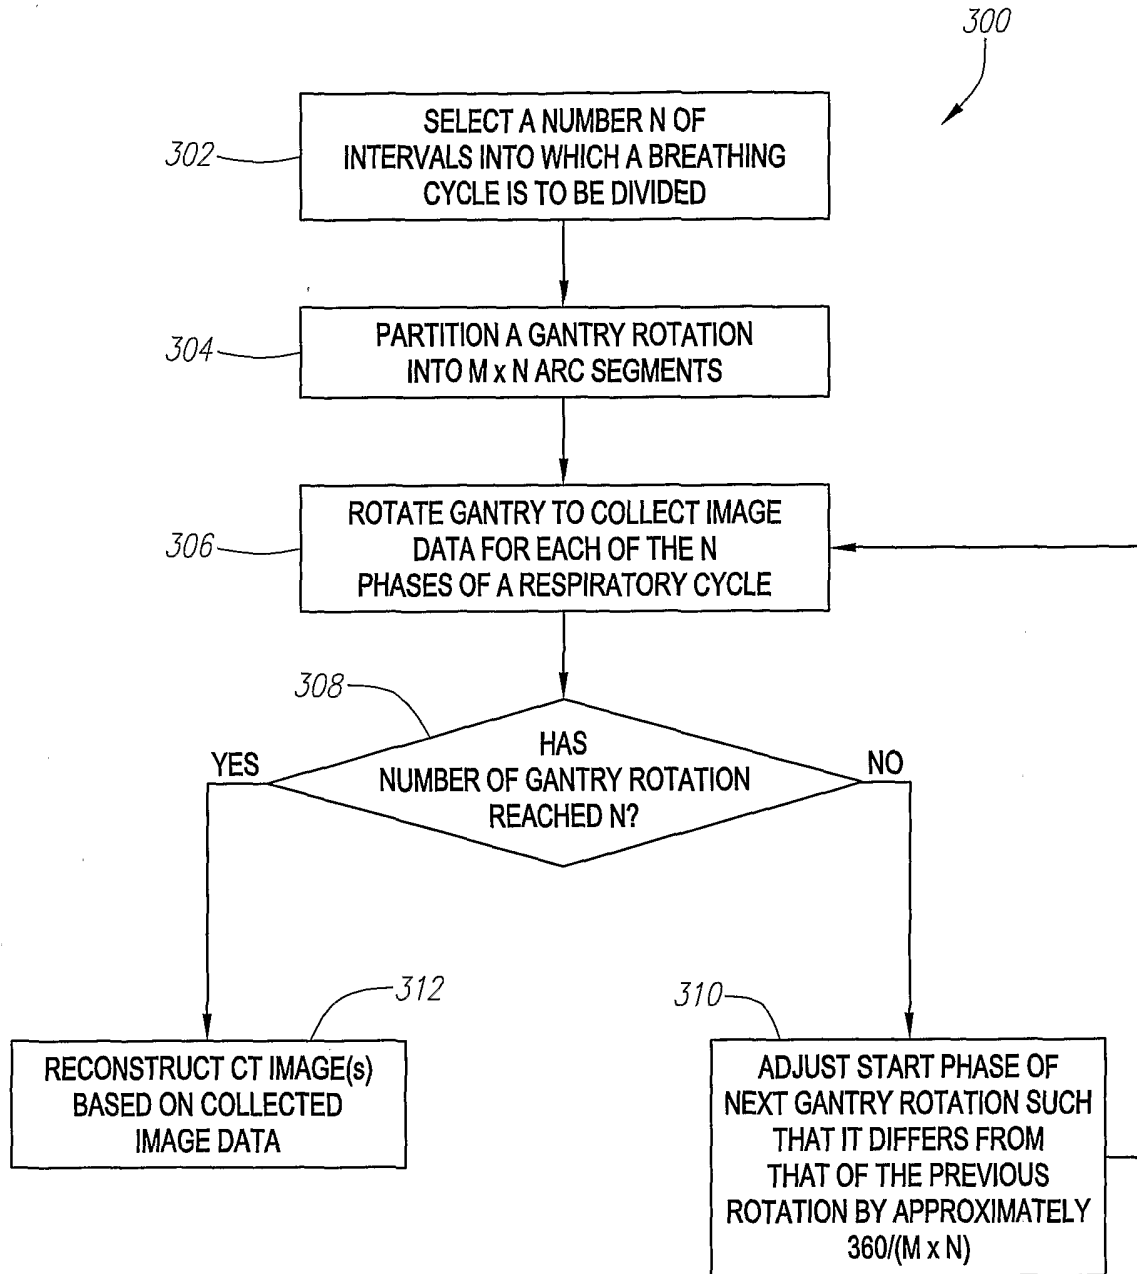 300
SELECT A NUMBER N OF
INTERVALS INTO WHICH A BREATHING
CYCLE IS TO BE DIVIDED
302
PARTITION A GANTRY ROTATION
INTO M x N ARC SEGMENTS
304
ROTATE GANTRY TO COLLECT IMAGE
DATA FOR EACH OF THE N
PHASES OF A RESPIRATORY CYCLE
306
308
HAS
NUMBER OF GANTRY ROTATION
REACHED N?
YES
NO
312
RECONSTRUCT CT IMAGE(s)
BASED ON COLLECTED
IMAGE DATA
310
ADJUST START PHASE OF
NEXT GANTRY ROTATION SUCH
THAT IT DIFFERS FROM
THAT OF THE PREVIOUS
ROTATION BY APPROXIMATELY
360/(M x N)